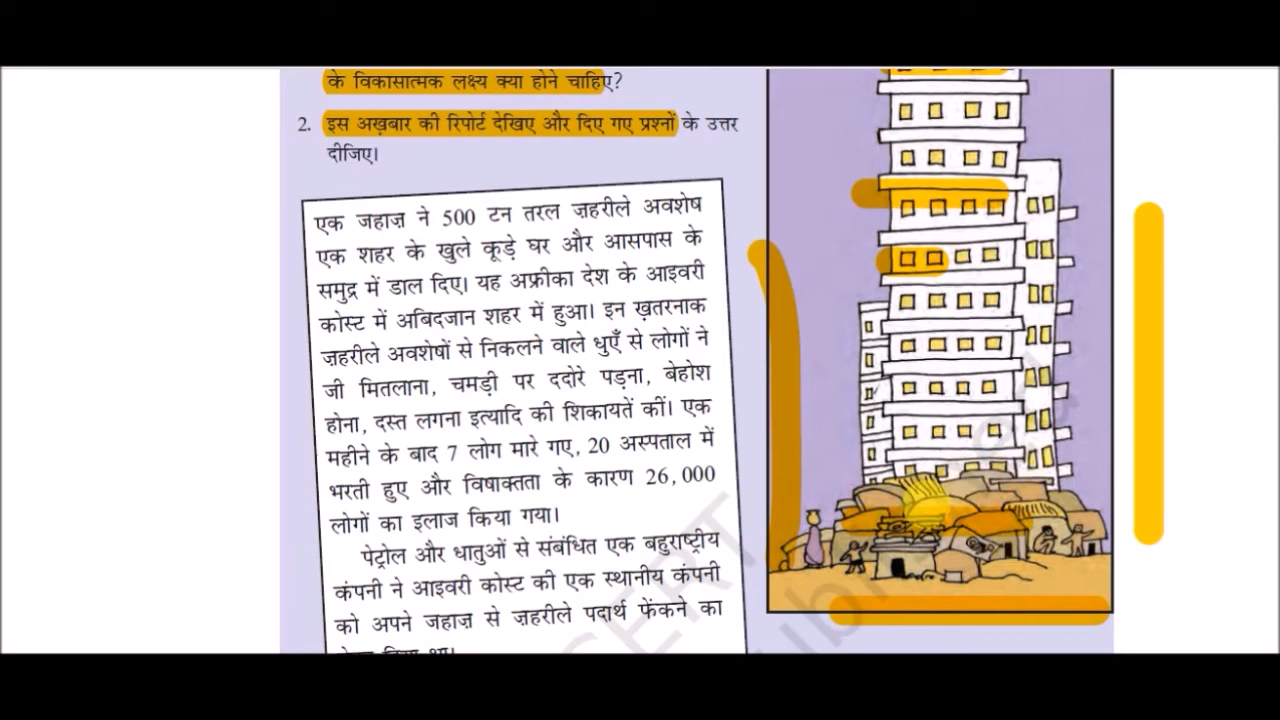 के विकासात्मक लक्ष्य क्या होने चाहिए?
2. इस अख़बार की रिपोर्ट देखिए और दिए गए प्रश्नों के उत्तर
दीजिए।
एक जहाज़ ने 500 टन तरल ज़हरीले अवशेष
एक शहर के खुले कूड़े घर और आसपास के
समुद्र में डाल दिए। यह अफ्रीका देश के आइवरी
कोस्ट में अबिदजान शहर में हुआ। इन ख़तरनाक
ज़हरीले अवशेषों से निकलने वाले धुएँ से लोगों ने
जी मितलाना, चमड़ी पर ददोरे पड़ना, बेहोश
होना, दस्त लगना इत्यादि की शिकायतें कीं। एक
महीने के बाद 7 लोग मारे गए, 20 अस्पताल में
भरती हुए और विषाक्तता के कारण 26,000
लोगों का इलाज किया गया।
पेट्रोल और धातुओं से संबंधित एक बहुराष्ट्रीय
कंपनी ने आइवरी कोस्ट की एक स्थानीय कंपनी
को अपने जहाज़ से ज़हरीले पदार्थ फेंकने का